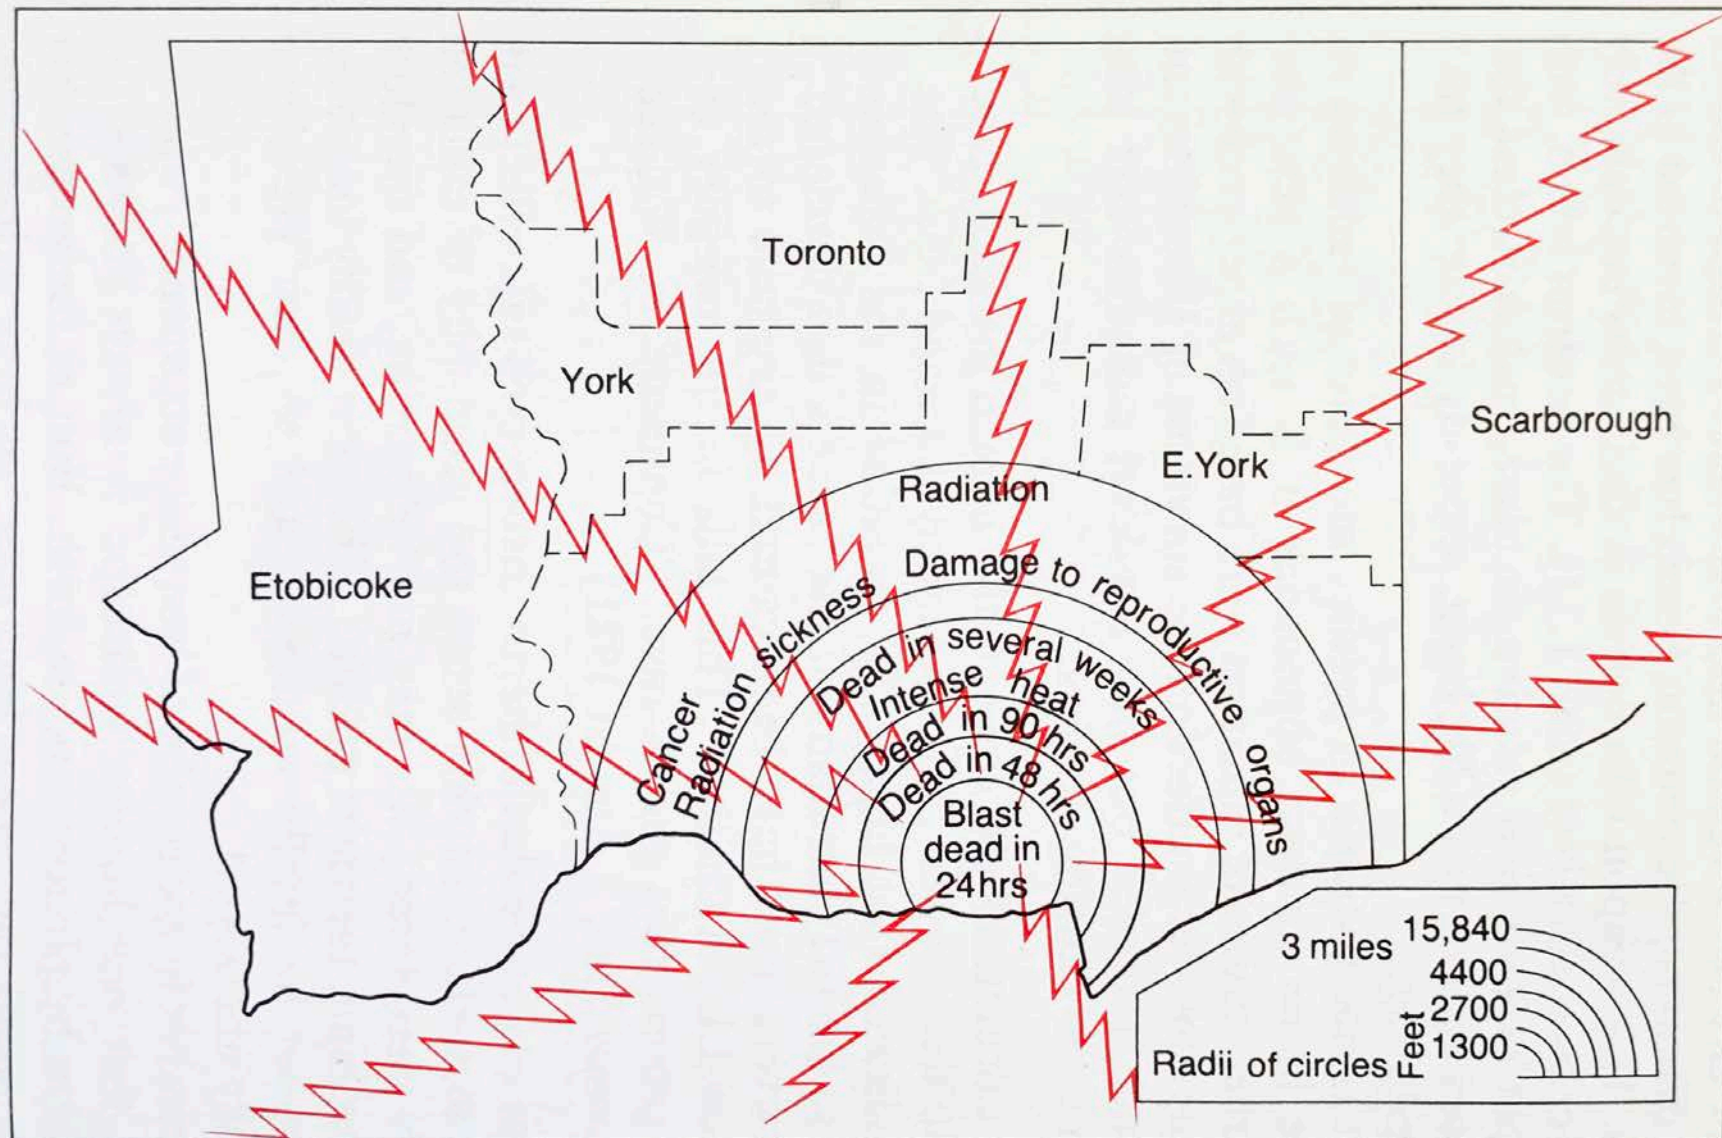 Toronto
York
Scarborough
E.York
Etobicoke
Radiation
Damage to reproductive organs
Cancer
Radiation sickness
Dead in several weeks
Intense heat
Dead in 90 hrs
Dead in 48 hrs
Blast
dead in
24hrs
3 miles
15,840
4400
2700
1300
Feet
Radii of circles